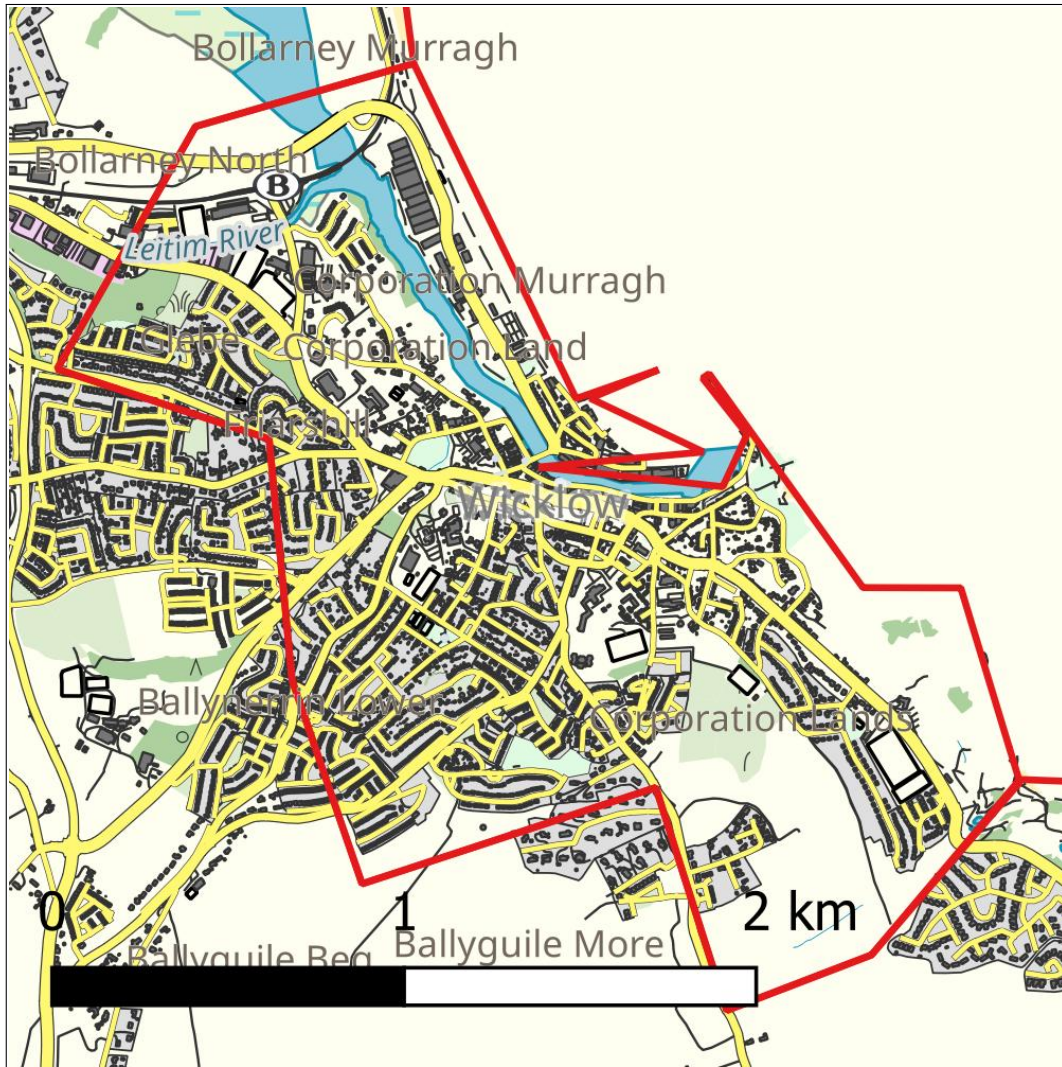 Bollarney Murragh
Bollarney North
B
Leitim River
Corporation Murragh
Glebe
Corporation Land
Friarshill
Wicklow
Ballynerrin Lower
Corporation Lands
0 1 2 km
Ballyguile Beg
Ballyguile More